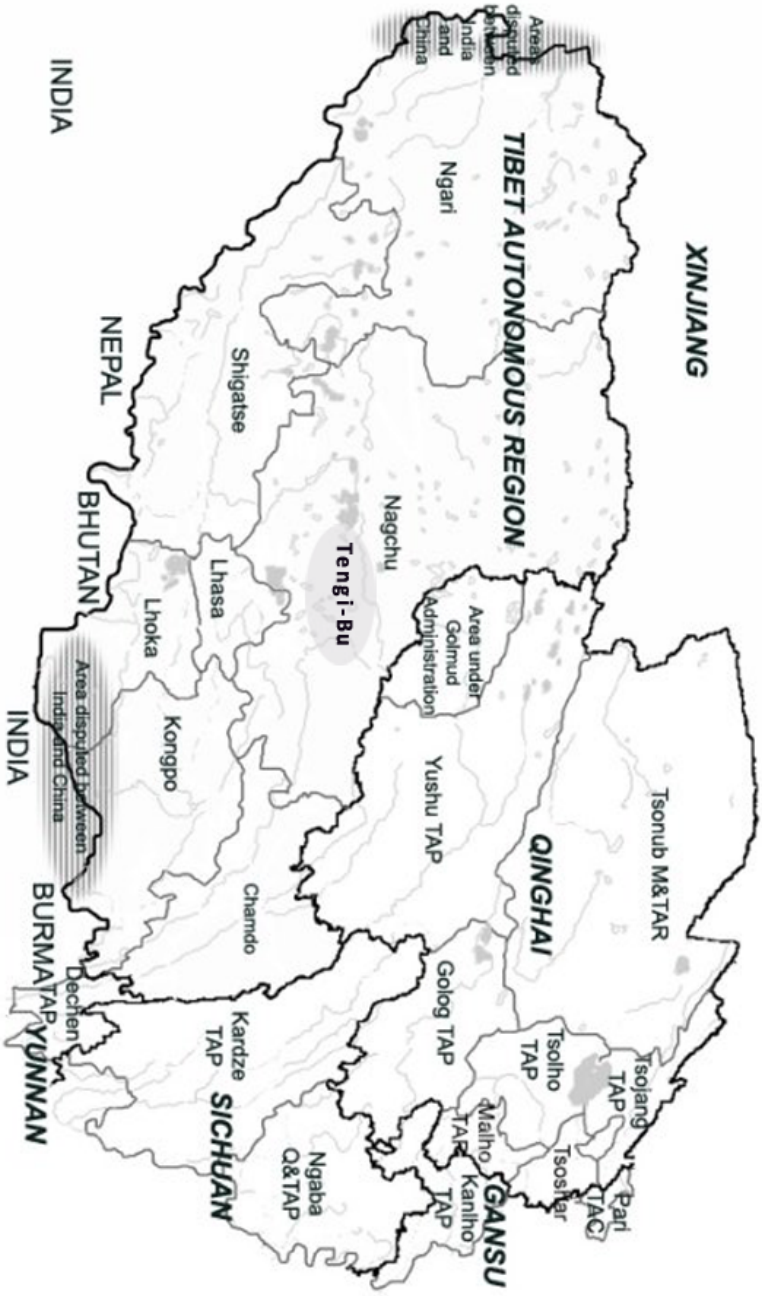 XINJIANG
Tsonub M&TAR
Tsojang
TAP
Pari
TAC
Areas
disputed
between
India
and
China
TIBET AUTONOMOUS REGION
QINGHAI
Tsolho
TAP
Tsoshar
GANSU
Malho
TAP
Kanlho
TAP
Ngari
Area under
Golmud
Administration
Yushu TAP
Golog TAP
Nagchu
Tengi-Bu
Ngaba
Q&TAP
Shigatse
Lhasa
Chamdo
Kardze
TAP
SICHUAN
Lhoka
Kongpo
NEPAL
BHUTAN
Area disputed between
India and China
Dechen
TAP
INDIA
INDIA
BURMA
YUNNAN